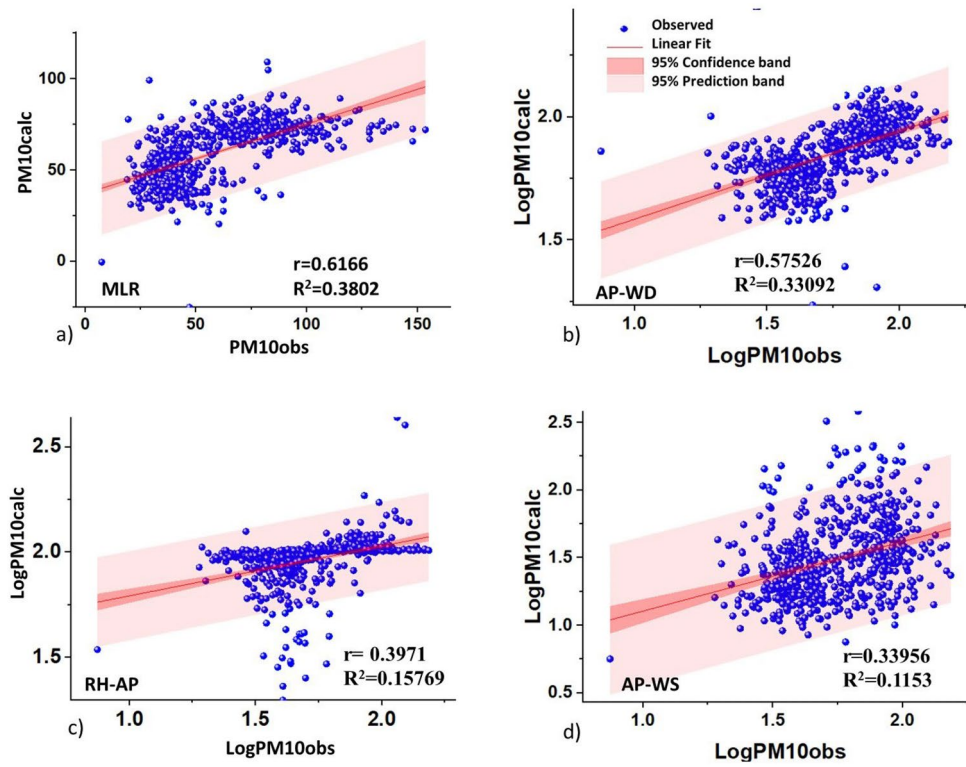 100
50
0
PM10calc
r=0.6166
R²=0.3802
MLR
0
50
100
150
a)
PM10obs
Observed
Linear Fit
95% Confidence band
95% Prediction band
2.0
1.5
LogPM10calc
r=0.57526
R²=0.33092
AP-WD
1.0
1.5
2.0
b)
LogPM10obs
2.5
2.0
1.5
LogPM10calc
r= 0.3971
R²=0.15769
RH-AP
1.0
1.5
2.0
c)
LogPM10obs
2.5
2.0
1.5
1.0
0.5
LogPM10calc
r=0.33956
R²=0.1153
AP-WS
1.0
1.5
2.0
d)
LogPM10obs